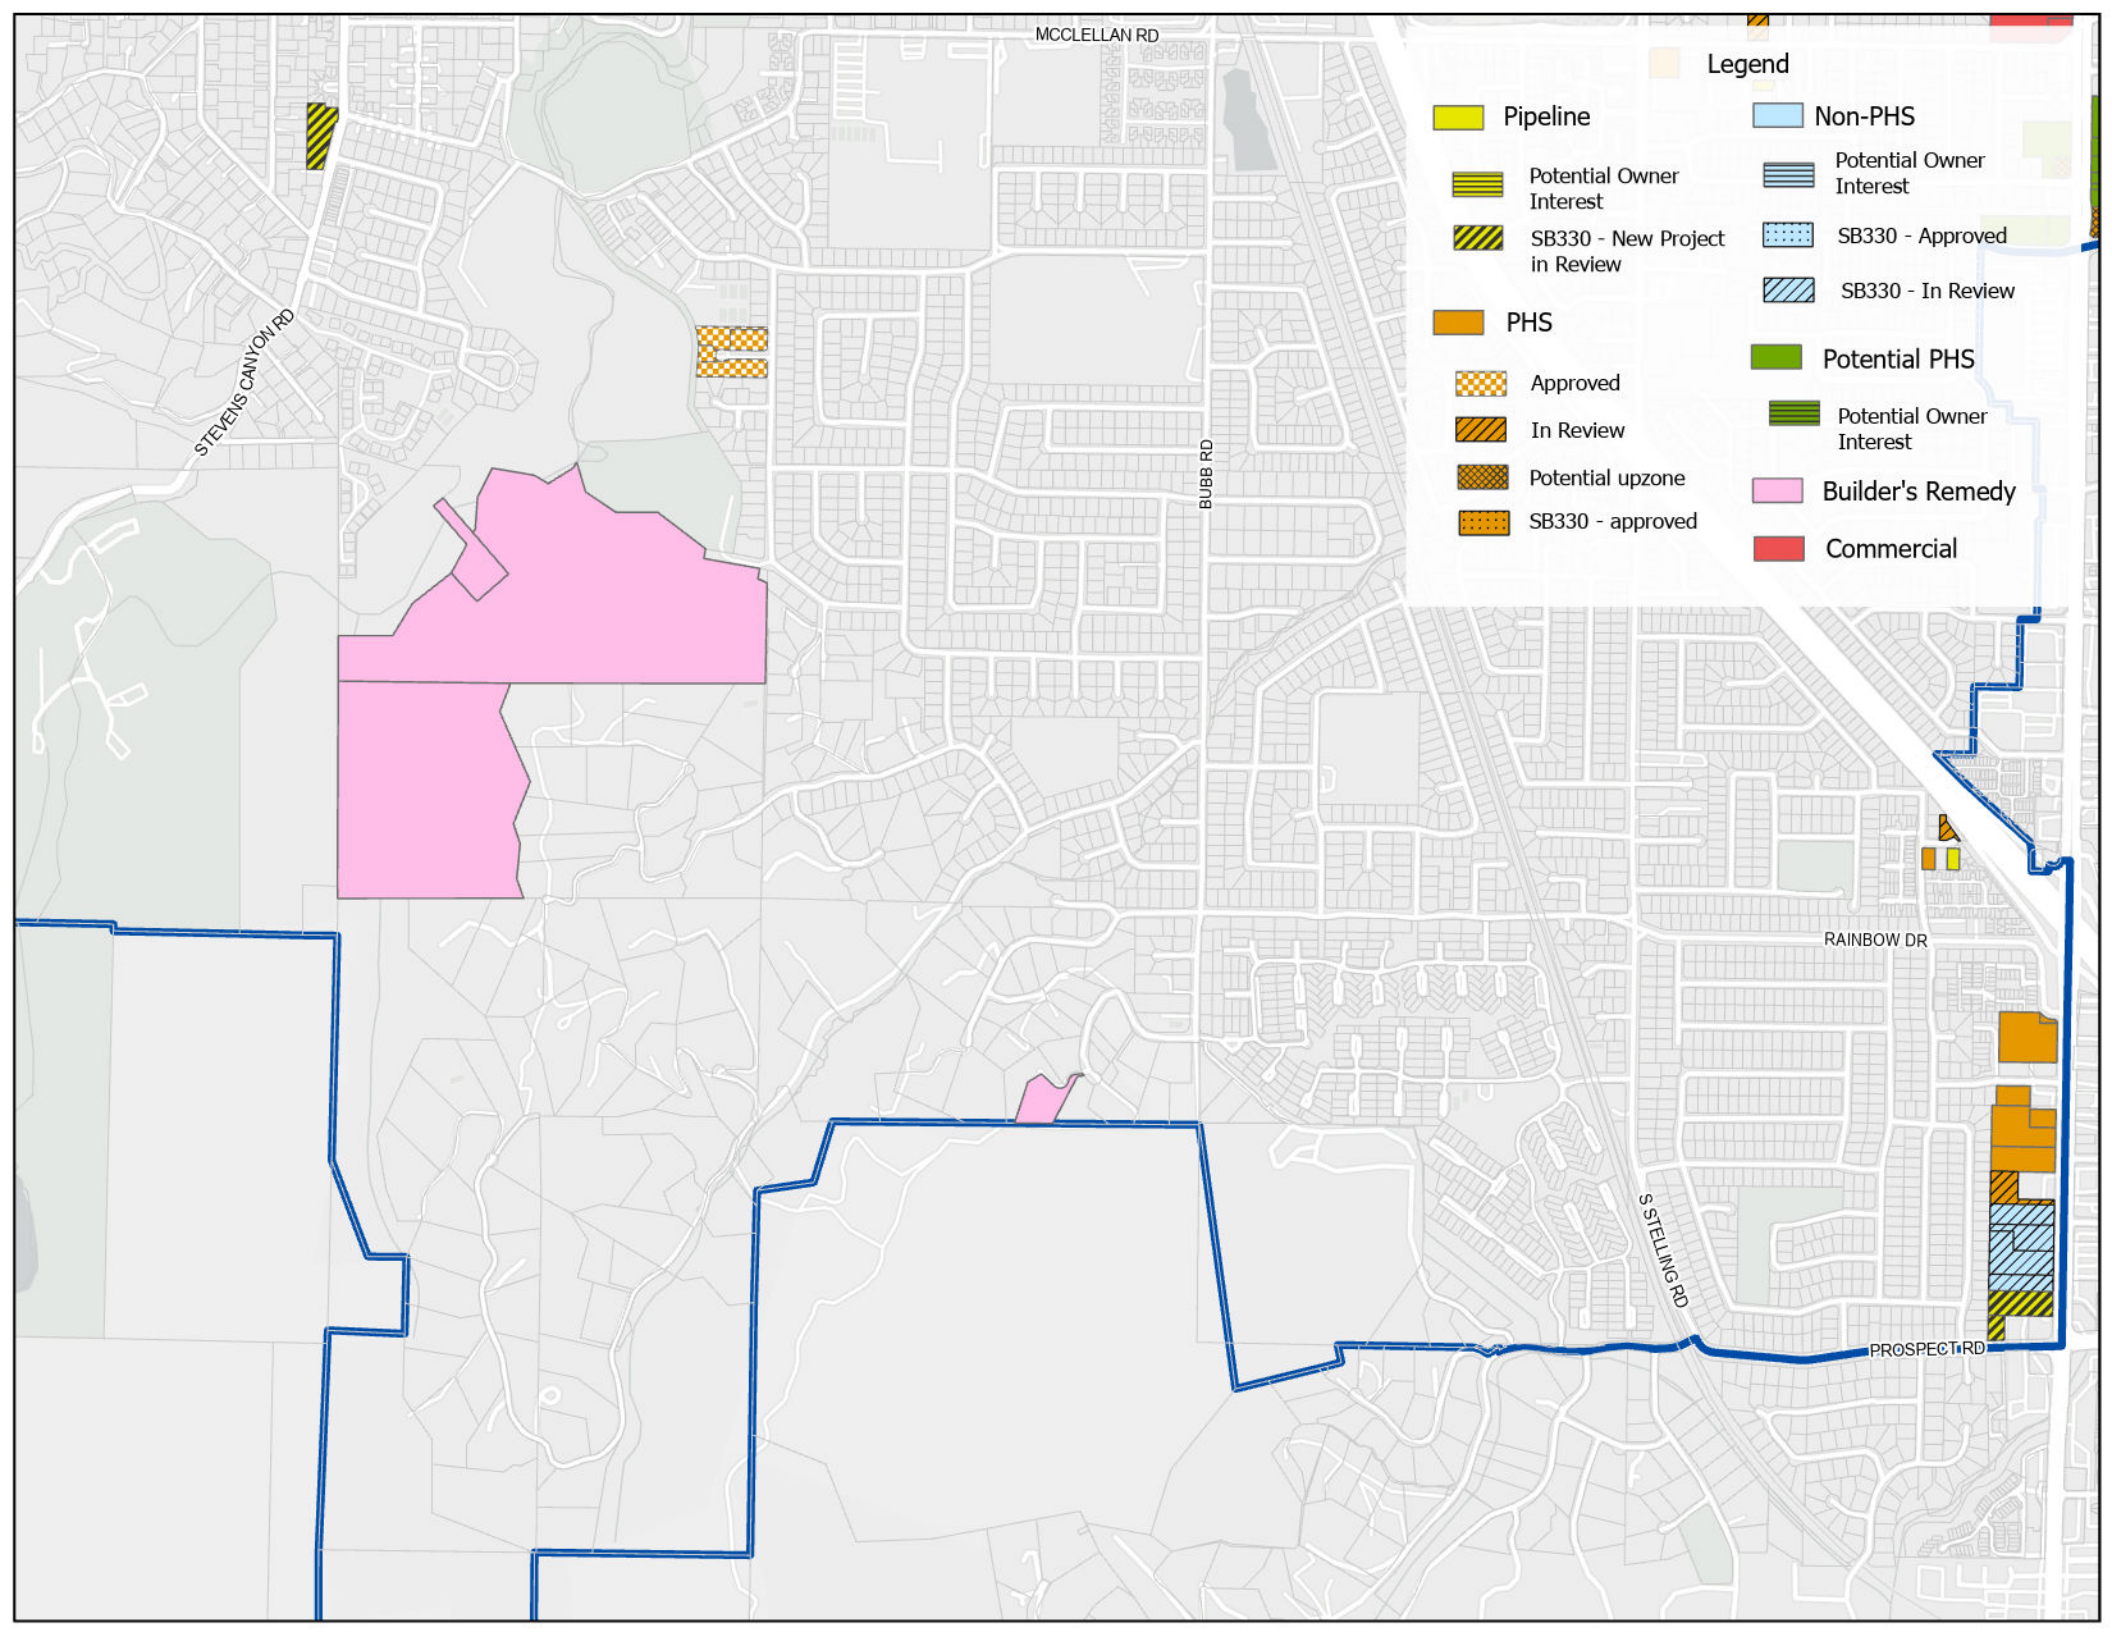 MCCLELLAN RD
STEVENS CANYON RD
BUBB RD
Legend
Pipeline
Potential Owner
Interest
SB330 - New Project
in Review
PHS
Approved
In Review
Potential upzone
SB330 - approved
Non-PHS
Potential Owner
Interest
SB330 - Approved
SB330 - In Review
Potential PHS
Potential Owner
Interest
Builder's Remedy
Commercial
RAINBOW DR
S STELLING RD
PROSPECT RD